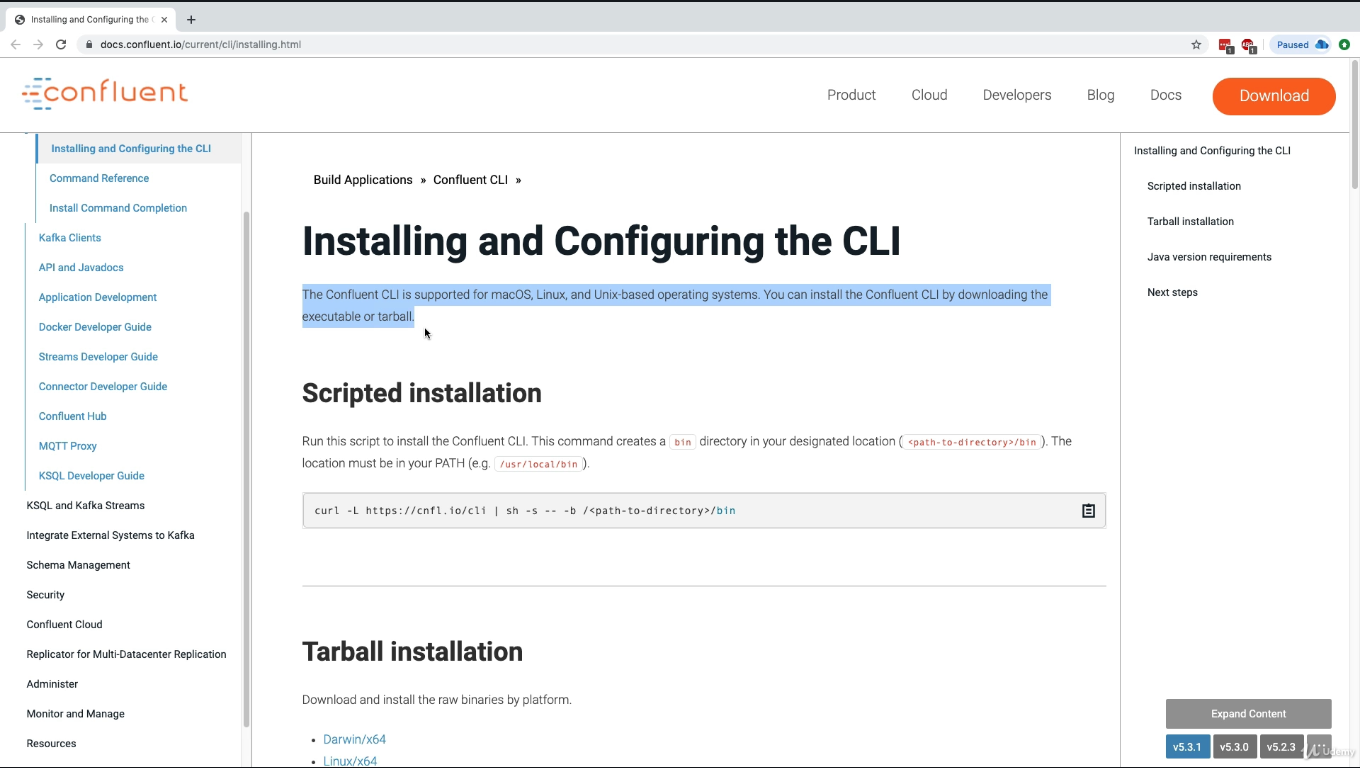 Installing and Configuring the C
docs.confluent.io/current/cli/installing.html
Paused
confluent
Product
Cloud
Developers
Blog
Docs
Download
Installing and Configuring the CLI
Command Reference
Install Command Completion
Kafka Clients
API and Javadocs
Application Development
Docker Developer Guide
Streams Developer Guide
Connector Developer Guide
Confluent Hub
MQTT Proxy
KSQL Developer Guide
KSQL and Kafka Streams
Integrate External Systems to Kafka
Schema Management
Security
Confluent Cloud
Replicator for Multi-Datacenter Replication
Administer
Monitor and Manage
Resources
Build Applications » Confluent CLI »
Installing and Configuring the CLI
The Confluent CLI is supported for macOS, Linux, and Unix-based operating systems. You can install the Confluent CLI by downloading the
executable or tarball.
Scripted installation
Run this script to install the Confluent CLI. This command creates a bin directory in your designated location ( <path-to-directory>/bin ). The
location must be in your PATH (e.g. /usr/local/bin ).
curl -L https://cnfl.io/cli | sh -s -- -b /<path-to-directory>/bin
Tarball installation
Download and install the raw binaries by platform.
• Darwin/x64
• Linux/x64
Installing and Configuring the CLI
Scripted installation
Tarball installation
Java version requirements
Next steps
Expand Content
v5.3.1
v5.3.0
v5.2.3
Udemy